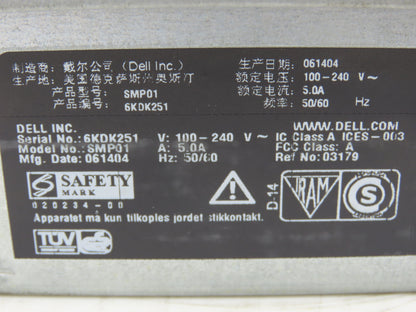 制造商: 戴尔公司 (Dell Inc.) 生产日期: 061404
生产地: 美国德克萨斯洲奥斯汀 额定电压: 100-240 V ~
产品型号: SMP01 额定电流: 5.0A
产品编号: 6KDK251 频率: 50/60 Hz
DELL INC. WWW.DELL.COM
Serial No.: 6KDK251 V: 100-240 V ~ IC Class A ICES-003
Model No.: SMP01 A: 5.0A FCC Class: A
Mfg. Date: 061404 Hz: 50/60 Ref No: 03179
S SAFETY
MARK
020234-00
D-14
S
Apparatet må kun tilkoples jordet stikkontakt.
TÜV